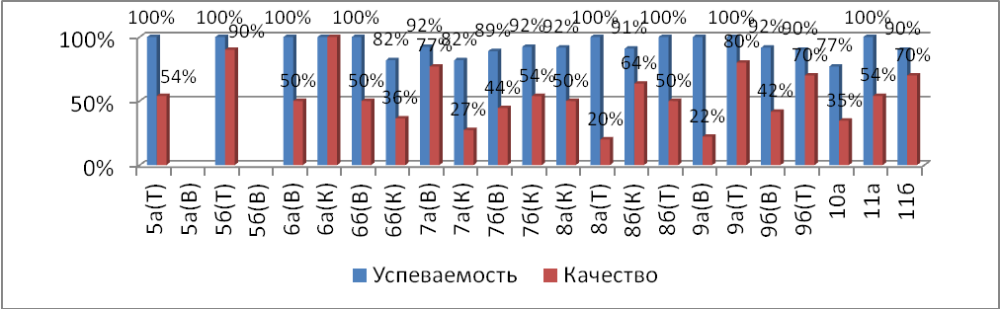 100% 100% 100% 100% 100% 100% 100% 100%
90% 92% 89% 92% 92% 91% 92% 90% 90%
100% 82% 77% 82% 80% 77%
70% 70%
54% 50% 50% 54% 50% 64% 50%
36% 44% 42% 35% 54%
50% 27% 20% 22%
0%
5а(Т) 5а(В) 5б(Т) 5б(В) 6а(В) 6а(К) 6б(В) 6б(К) 7а(В) 7а(К) 7б(В) 7б(К) 8а(К) 8а(Т) 8б(К) 8б(Т) 9а(В) 9а(Т) 9б(В) 9б(Т) 10а 11а 11б
Успеваемость Качество